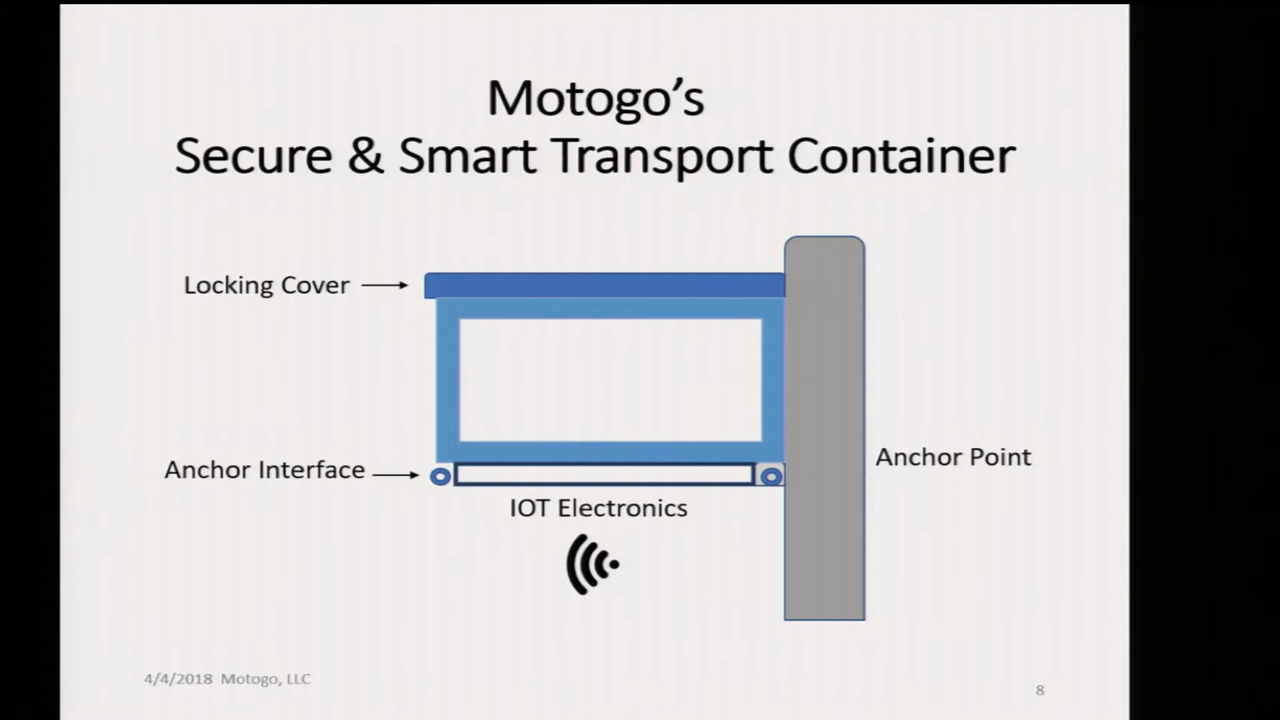 Motogo's
Secure & Smart Transport Container
Locking Cover
Anchor Interface
Anchor Point
IOT Electronics
4/4/2018 Motogo, LLC
8